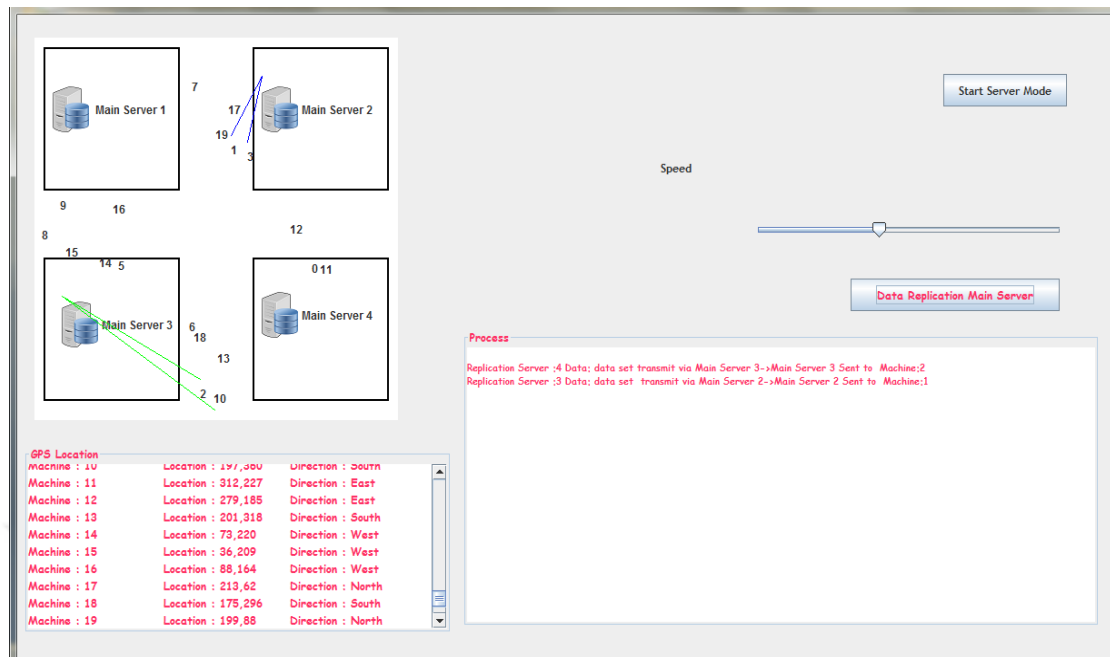 Main Server 1
Main Server 2
7
17
19
1
3
9
16
8
15
14
5
12
0
11
Main Server 3
Main Server 4
6
18
13
2
10
Start Server Mode
Speed
Data Replication Main Server
Process
Replication Server ;4 Data; data set transmit via Main Server 3->Main Server 3 Sent to Machine;2
Replication Server ;3 Data; data set transmit via Main Server 2->Main Server 2 Sent to Machine;1
GPS Location
Machine : 10 Location : 197,360 Direction : South
Machine : 11 Location : 312,227 Direction : East
Machine : 12 Location : 279,185 Direction : East
Machine : 13 Location : 201,318 Direction : South
Machine : 14 Location : 73,220 Direction : West
Machine : 15 Location : 36,209 Direction : West
Machine : 16 Location : 88,164 Direction : West
Machine : 17 Location : 213,62 Direction : North
Machine : 18 Location : 175,296 Direction : South
Machine : 19 Location : 199,88 Direction : North